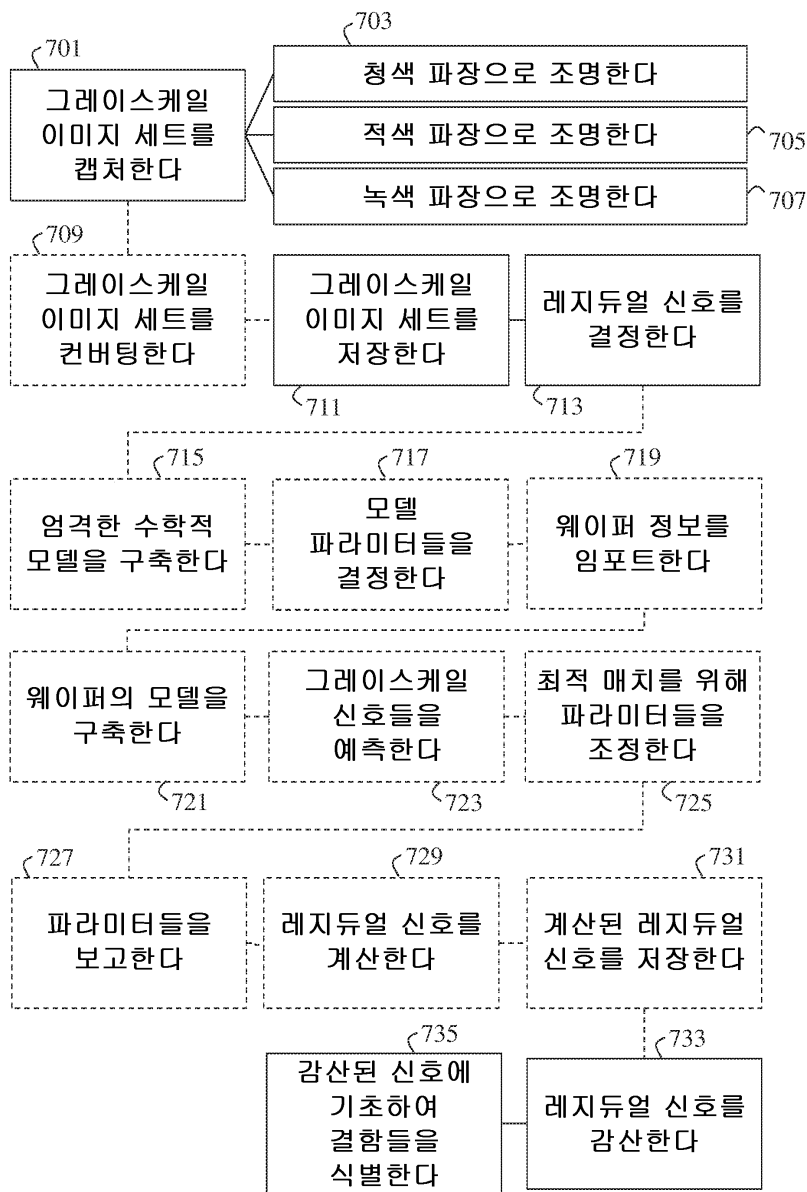 701
그레이스케일
이미지 세트를
캡처한다
703
청색 파장으로 조명한다
적색 파장으로 조명한다
705
녹색 파장으로 조명한다
707
709
그레이스케일
이미지 세트를
컨버팅한다
그레이스케일
이미지 세트를
저장한다
711
레지듀얼 신호를
결정한다
713
715
엄격한 수학적
모델을 구축한다
717
모델
파라미터들을
결정한다
719
웨이퍼 정보를
임포트한다
웨이퍼의 모델을
구축한다
721
그레이스케일
신호들을
예측한다
723
최적 매치를 위해
파라미터들을
조정한다
725
727
파라미터들을
보고한다
729
레지듀얼 신호를
계산한다
731
계산된 레지듀얼
신호를 저장한다
733
레지듀얼 신호를
감산한다
735
감산된 신호에
기초하여
결함들을
식별한다